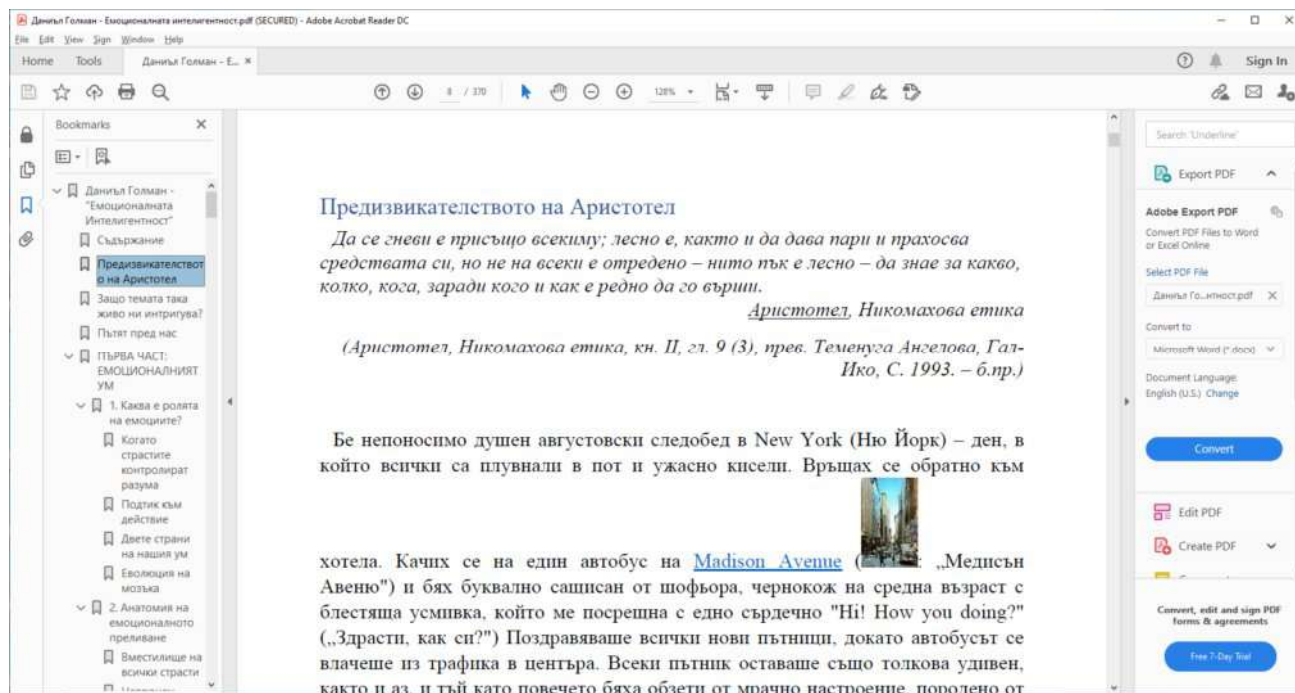 Даниъл Голман - Емоционалната интелигентност.pdf (SECURED) - Adobe Acrobat Reader DC
File Edit View Sign Window Help
Home Tools Даниъл Голман - Е... × Sign In
8 / 370 128%
Bookmarks ×
Даниъл Голман -
"Емоционалната
Интелигентност"
Съдържание
Предизвикателствот
о на Аристотел
Защо темата така
живо ни интригува?
Пътят пред нас
ПЪРВА ЧАСТ:
ЕМОЦИОНАЛНИЯТ
УМ
1. Каква е ролята
на емоциите?
Когато
страстите
контролират
разума
Подтик към
действие
Двете страни
на нашия ум
Еволюция на
мозъка
2. Анатомия на
емоционалното
преливане
Вместилище на
всички страсти
Предизвикателството на Аристотел
Да се гневи е присъщо всекиму; лесно е, както и да дава пари и прахосва
средствата си, но не на всеки е отредено – нито пък е лесно – да знае за какво,
колко, кога, заради кого и как е редно да го върши.
Аристотел, Никомахова етика
(Аристотел, Никомахова етика, кн. II, гл. 9 (3), прев. Теменуга Ангелова, Гал-
Ико, С. 1993. – б.пр.)
Бе непоносимо душен августовски следобед в New York (Ню Йорк) – ден, в
който всички са плувнали в пот и ужасно кисели. Връщах се обратно към
хотела. Качих се на един автобус на Madison Avenue ( : „Медисън
Авеню") и бях буквално сащисан от шофьора, чернокож на средна възраст с
блестяща усмивка, който ме посрещна с едно сърдечно "Hi! How you doing?"
(„Здрасти, как си?") Поздравяваше всички нови пътници, докато автобусът се
влачеше из трафика в центъра. Всеки пътник оставаше също толкова удивен,
както и аз, и тъй като повечето бяха обзети от мрачно настроение, породено от
Search 'Underline'
Export PDF
Adobe Export PDF
Convert PDF Files to Word
or Excel Online
Select PDF File
Даниъл Го...нтност.pdf ×
Convert to
Microsoft Word (*.docx)
Document Language:
English (U.S.) Change
Convert
Edit PDF
Create PDF
Convert, edit and sign PDF
forms & agreements
Free 7-Day Trial